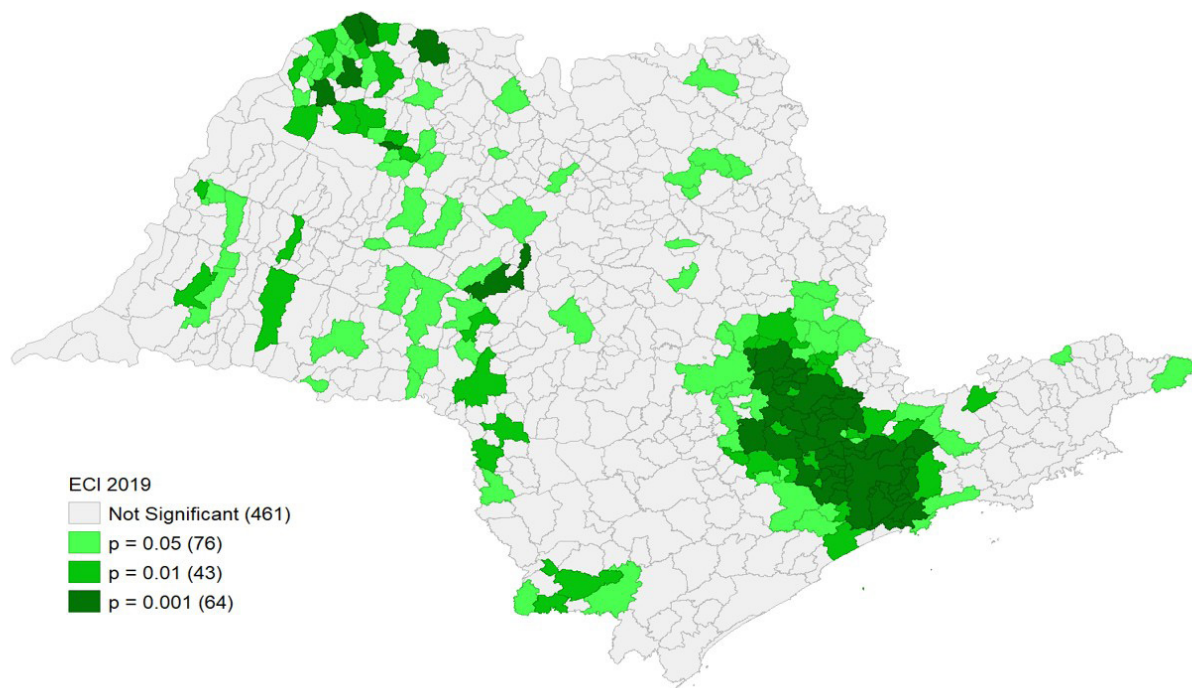 ECI 2019
Not Significant (461)
p = 0.05 (76)
p = 0.01 (43)
p = 0.001 (64)